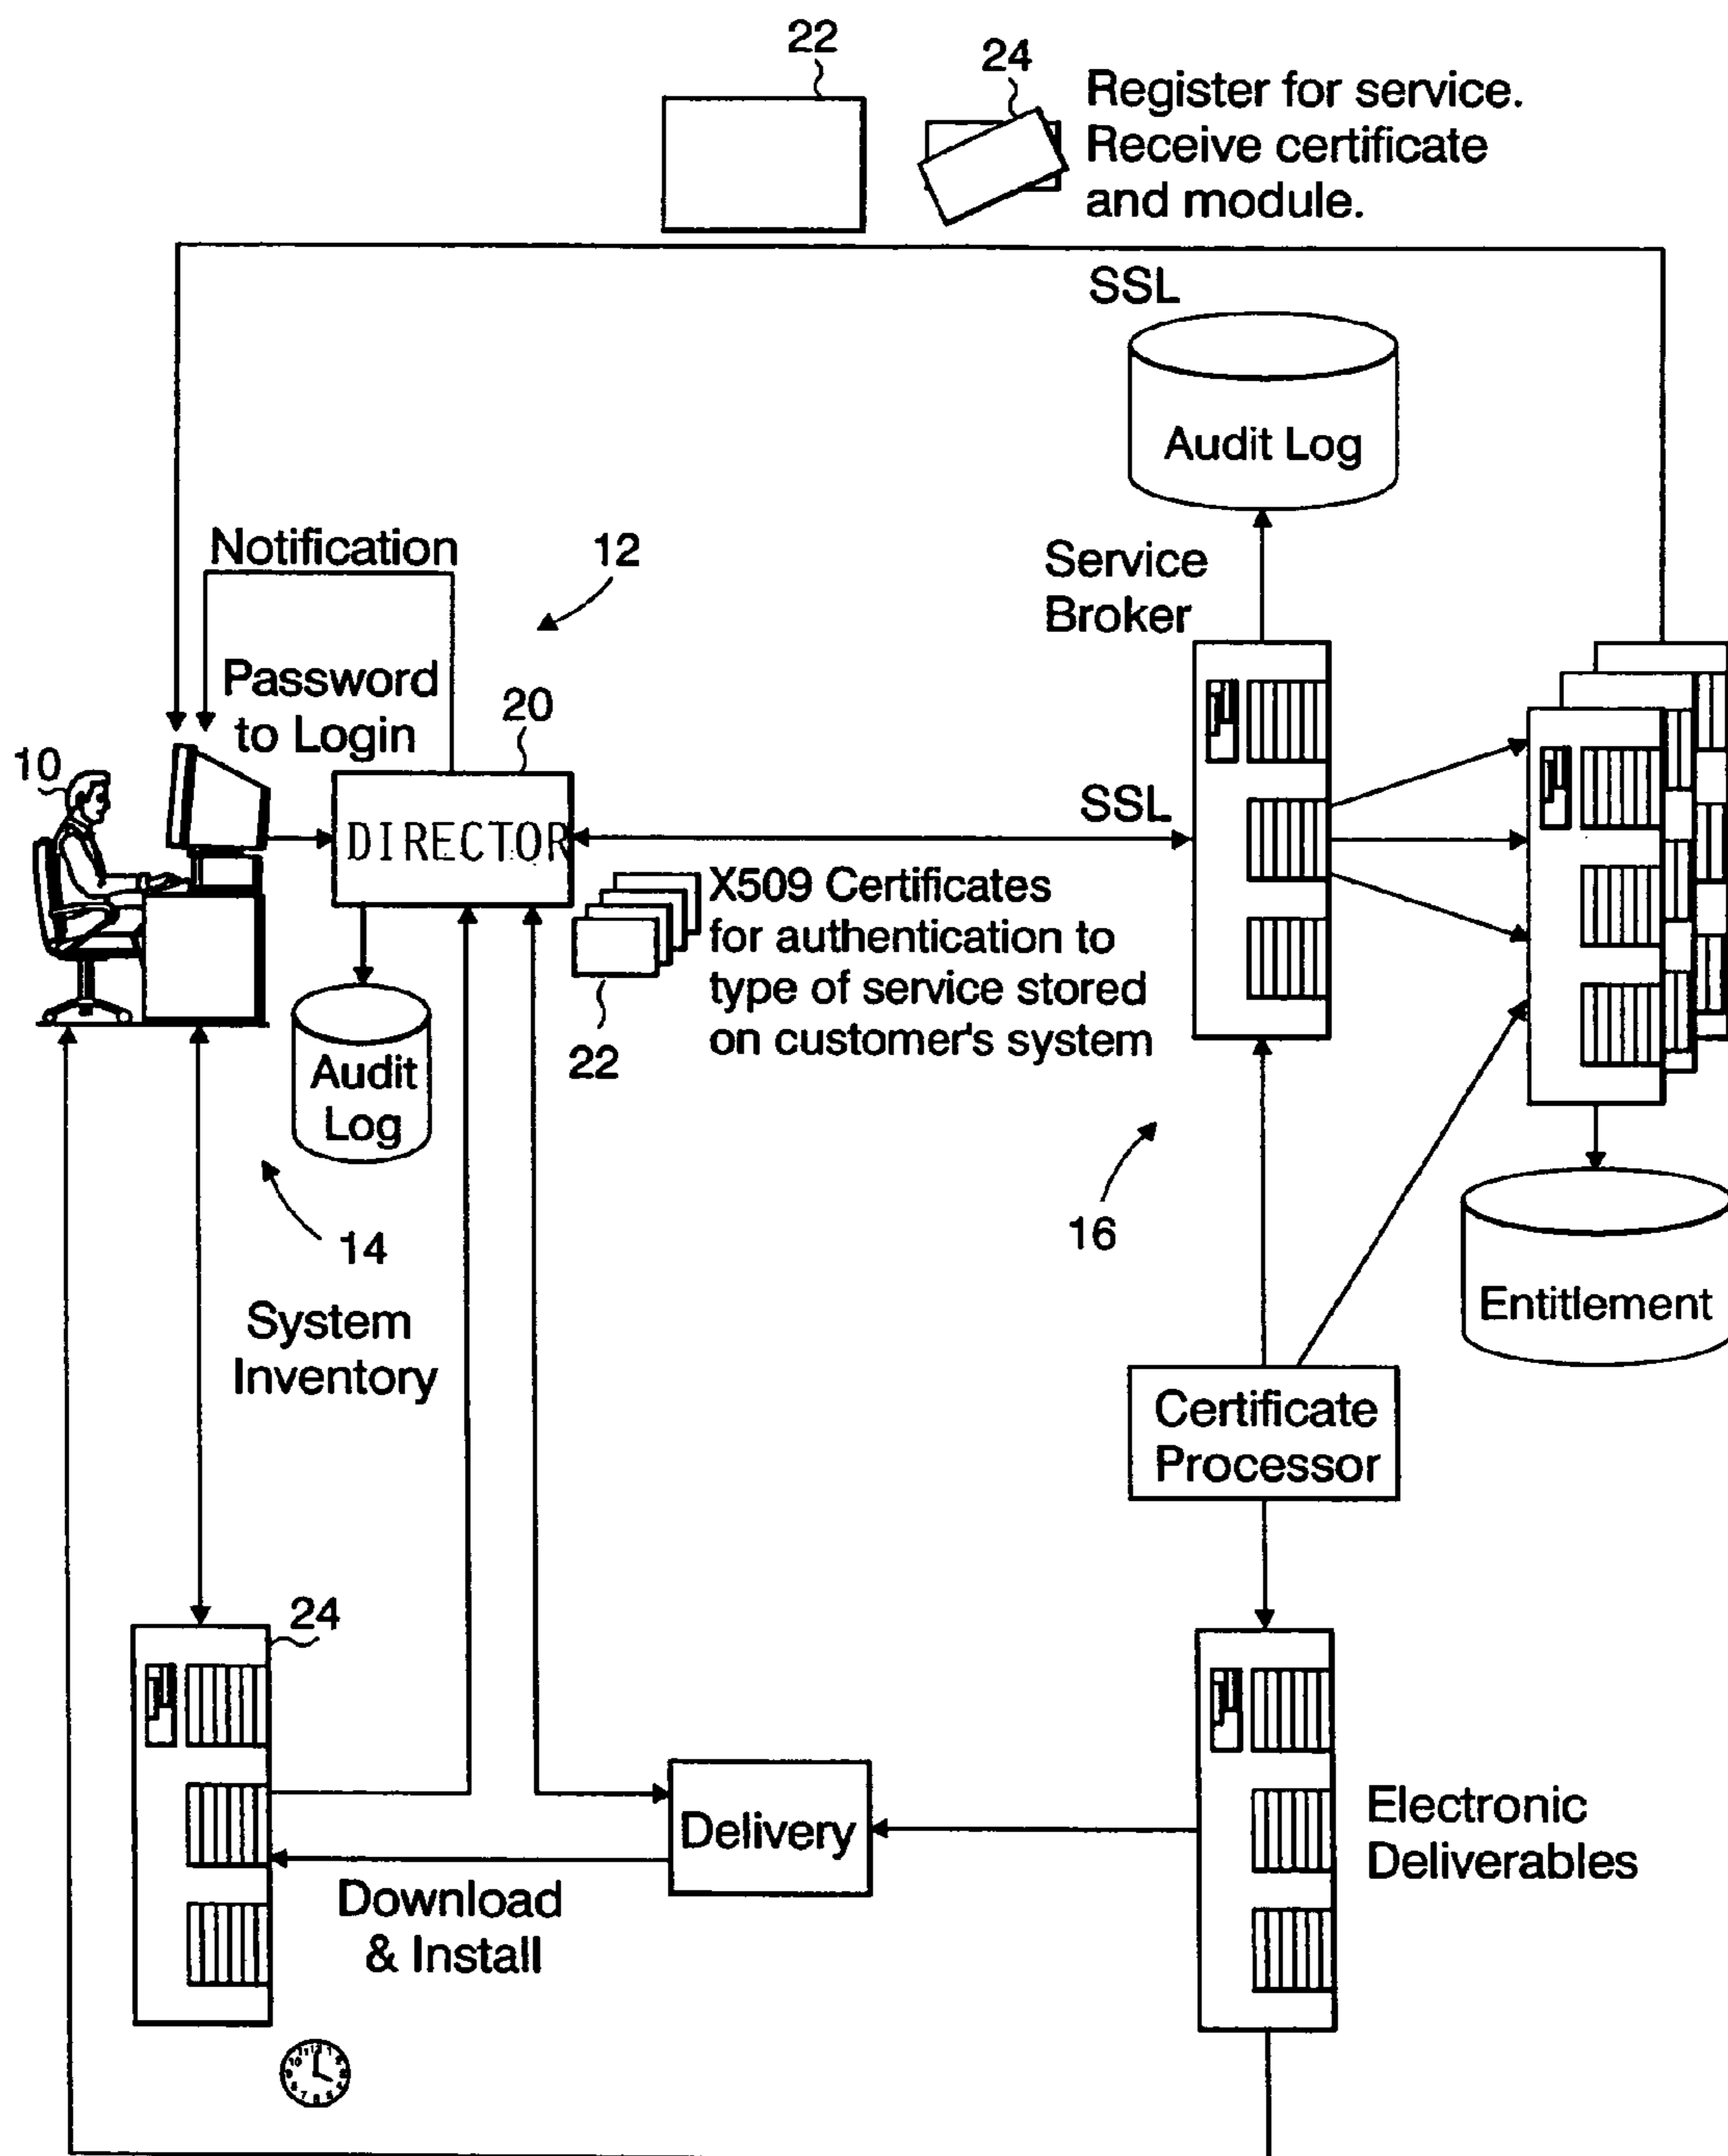 22
24
Register for service.
Receive certificate
and module.
SSL
Audit Log
Notification
12
Service
Broker
Password
to Login
20
10
DIRECTOR
SSL
X509 Certificates
for authentication to
type of service stored
on customer's system
22
Audit
Log
14
16
System
Inventory
Entitlement
Certificate
Processor
24
Delivery
Electronic
Deliverables
Download
& Install